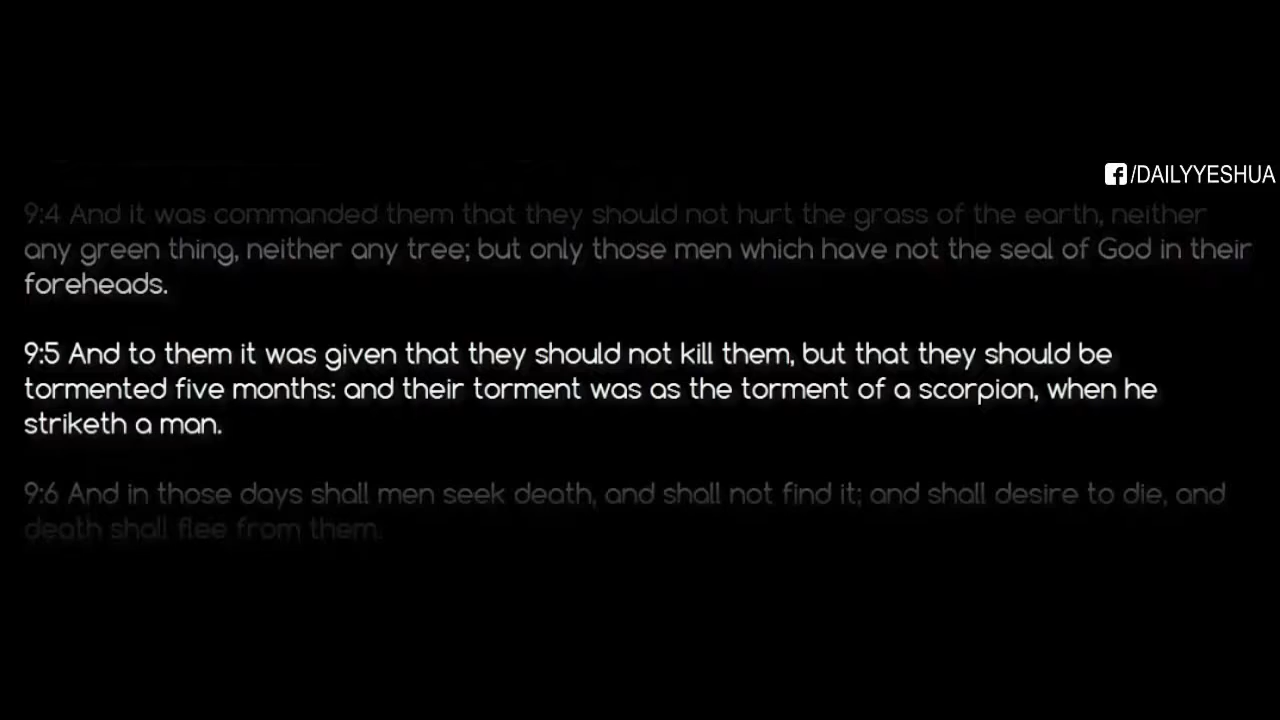 /DAILYYESHUA
9:4 And it was commanded them that they should not hurt the grass of the earth, neither
any green thing, neither any tree; but only those men which have not the seal of God in their
foreheads.
9:5 And to them it was given that they should not kill them, but that they should be
tormented five months: and their torment was as the torment of a scorpion, when he
striketh a man.
9:6 And in those days shall men seek death, and shall not find it; and shall desire to die, and
death shall flee from them.